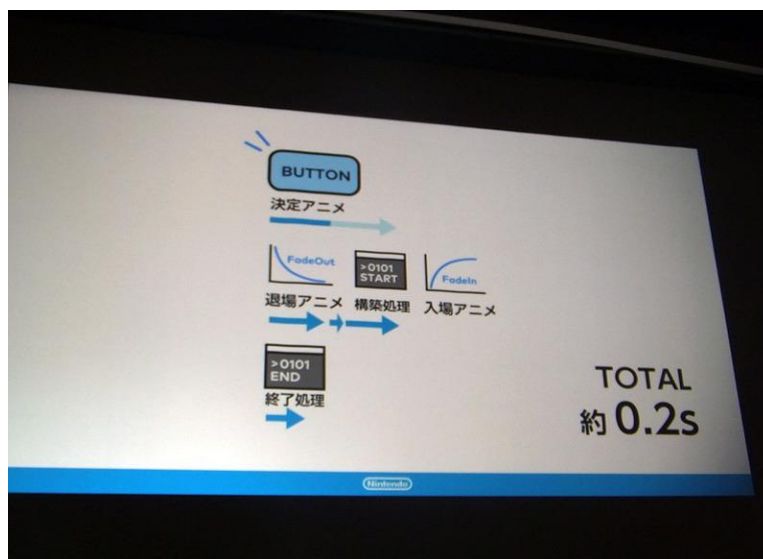 BUTTON
決定アニメ
FadeOut
>0101
START
FadeIn
退場アニメ
構築処理
入場アニメ
>0101
END
終了処理
TOTAL
約0.2s
Nintendo